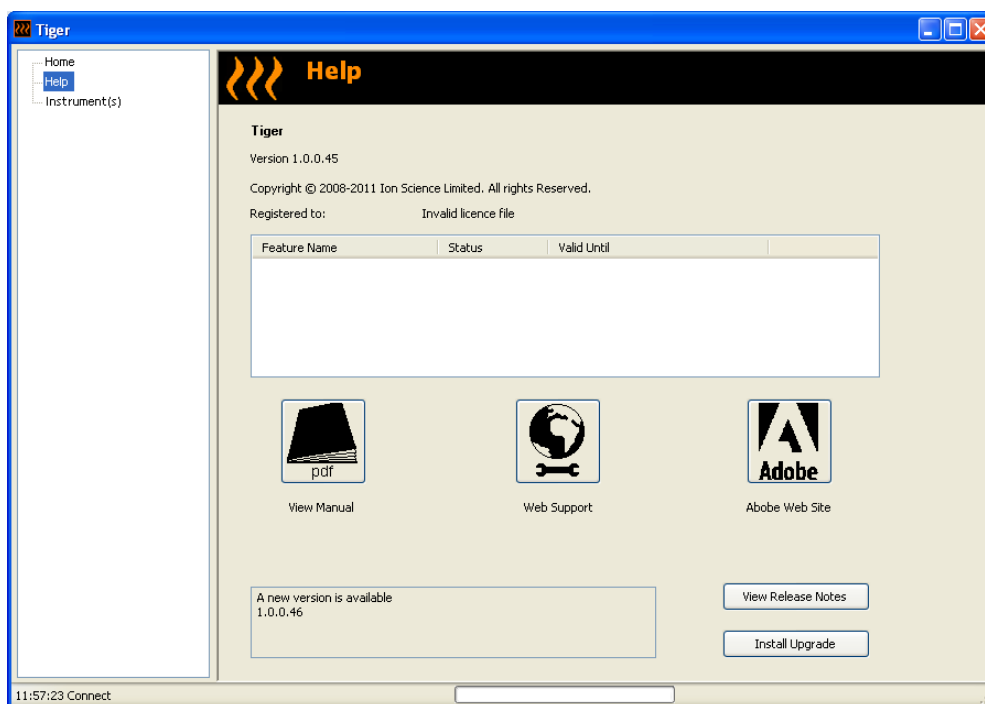 Tiger
Home
Help
Instrument(s)
Help
Tiger
Version 1.0.0.45
Copyright © 2008-2011 Ion Science Limited. All rights Reserved.
Registered to: Invalid licence file
Feature Name Status Valid Until
pdf
Adobe
View Manual Web Support Abobe Web Site
A new version is available
1.0.0.46
View Release Notes
Install Upgrade
11:57:23 Connect